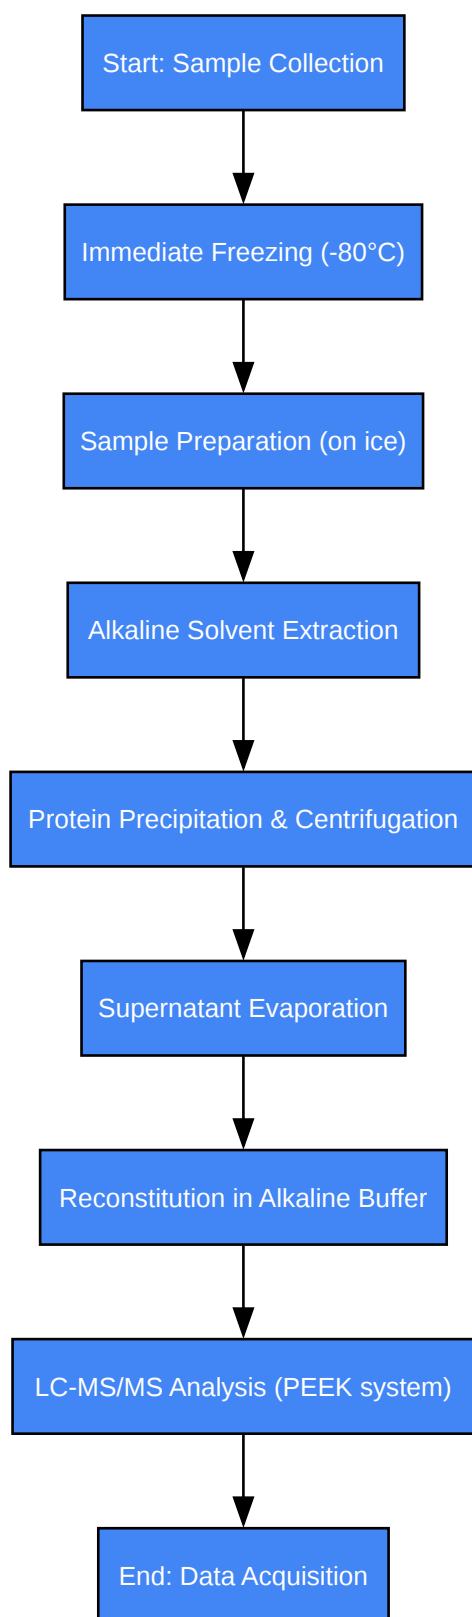 Start: Sample Collection
Immediate Freezing (-80°C)
Sample Preparation (on ice)
Alkaline Solvent Extraction
Protein Precipitation & Centrifugation
Supernatant Evaporation
Reconstitution in Alkaline Buffer
LC-MS/MS Analysis (PEEK system)
End: Data Acquisition